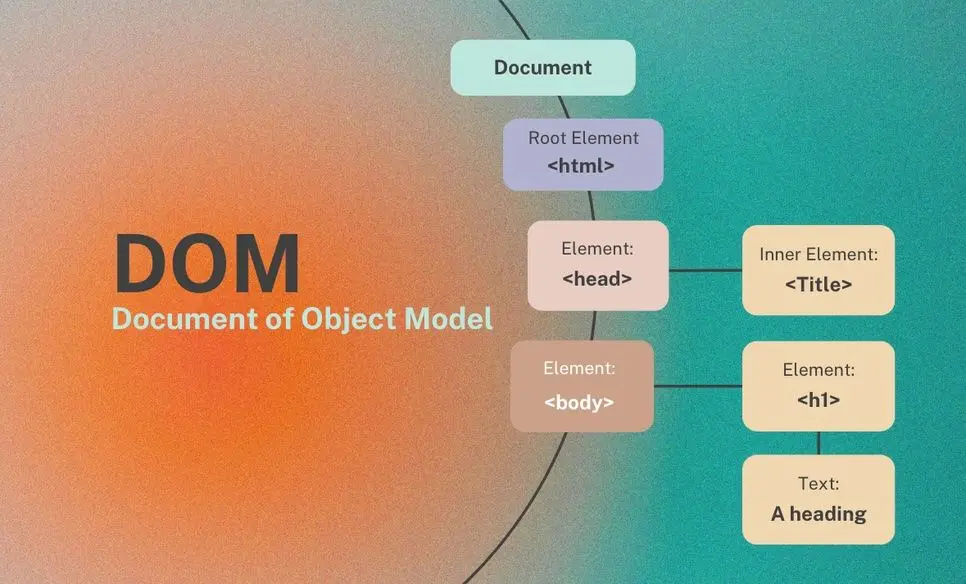 DOM
Document of Object Model
Document
Root Element
<html>
Element:
<head>
Inner Element:
<Title>
Element:
<body>
Element:
<h1>
Text:
A heading